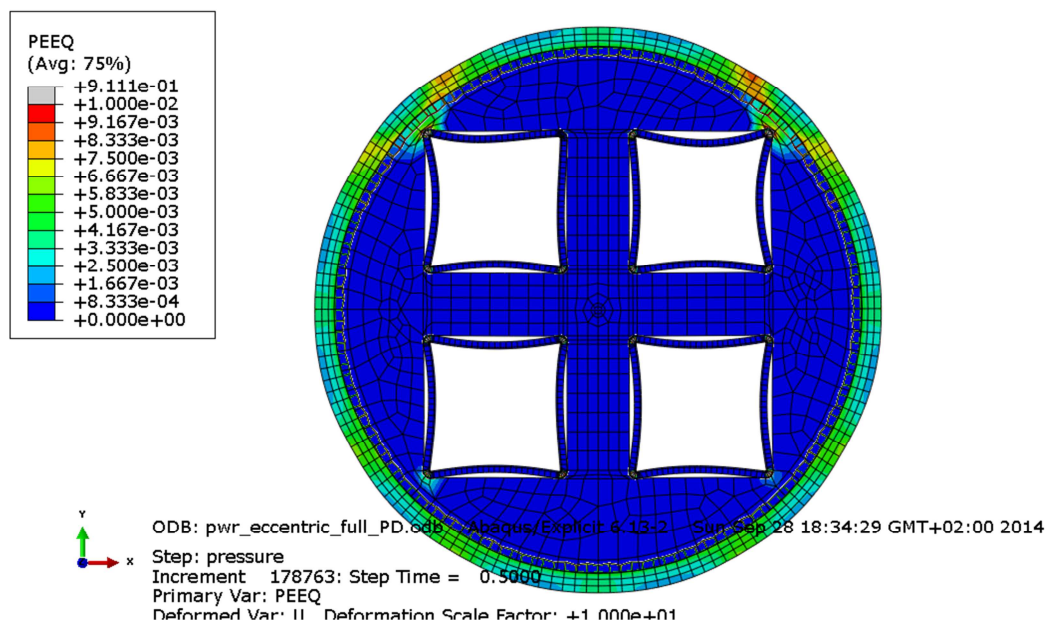 PEEQ
(Avg: 75%)
+9.111e-01
+1.000e-02
+9.167e-03
+8.333e-03
+7.500e-03
+6.667e-03
+5.833e-03
+5.000e-03
+4.167e-03
+3.333e-03
+2.500e-03
+1.667e-03
+8.333e-04
+0.000e+00
Y
X
ODB: pwr_eccentric_full_PD.odb Abaqus/Explicit 6.13-2 Sun Sep 28 18:34:29 GMT+02:00 2014
Step: pressure
Increment 178763: Step Time = 0.5000
Primary Var: PEEQ
Deformed Var: U Deformation Scale Factor: +1.000e+01